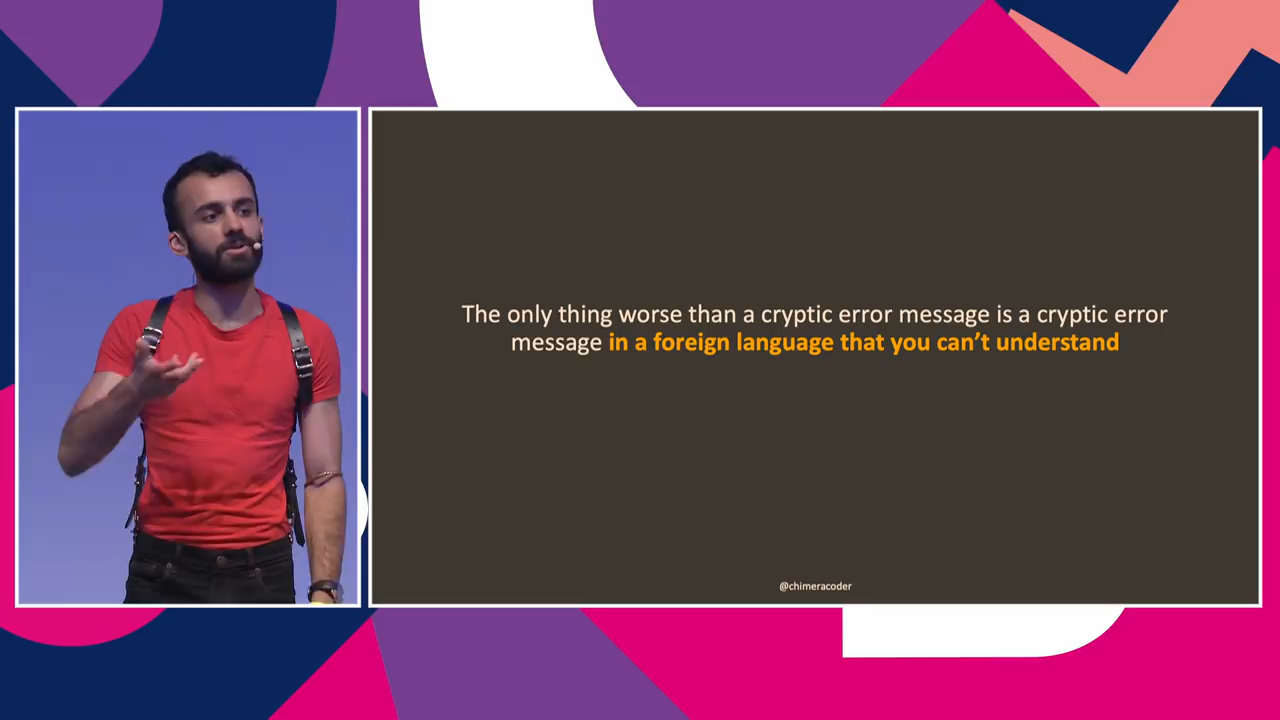 The only thing worse than a cryptic error message is a cryptic error
message in a foreign language that you can’t understand
@chimeracoder